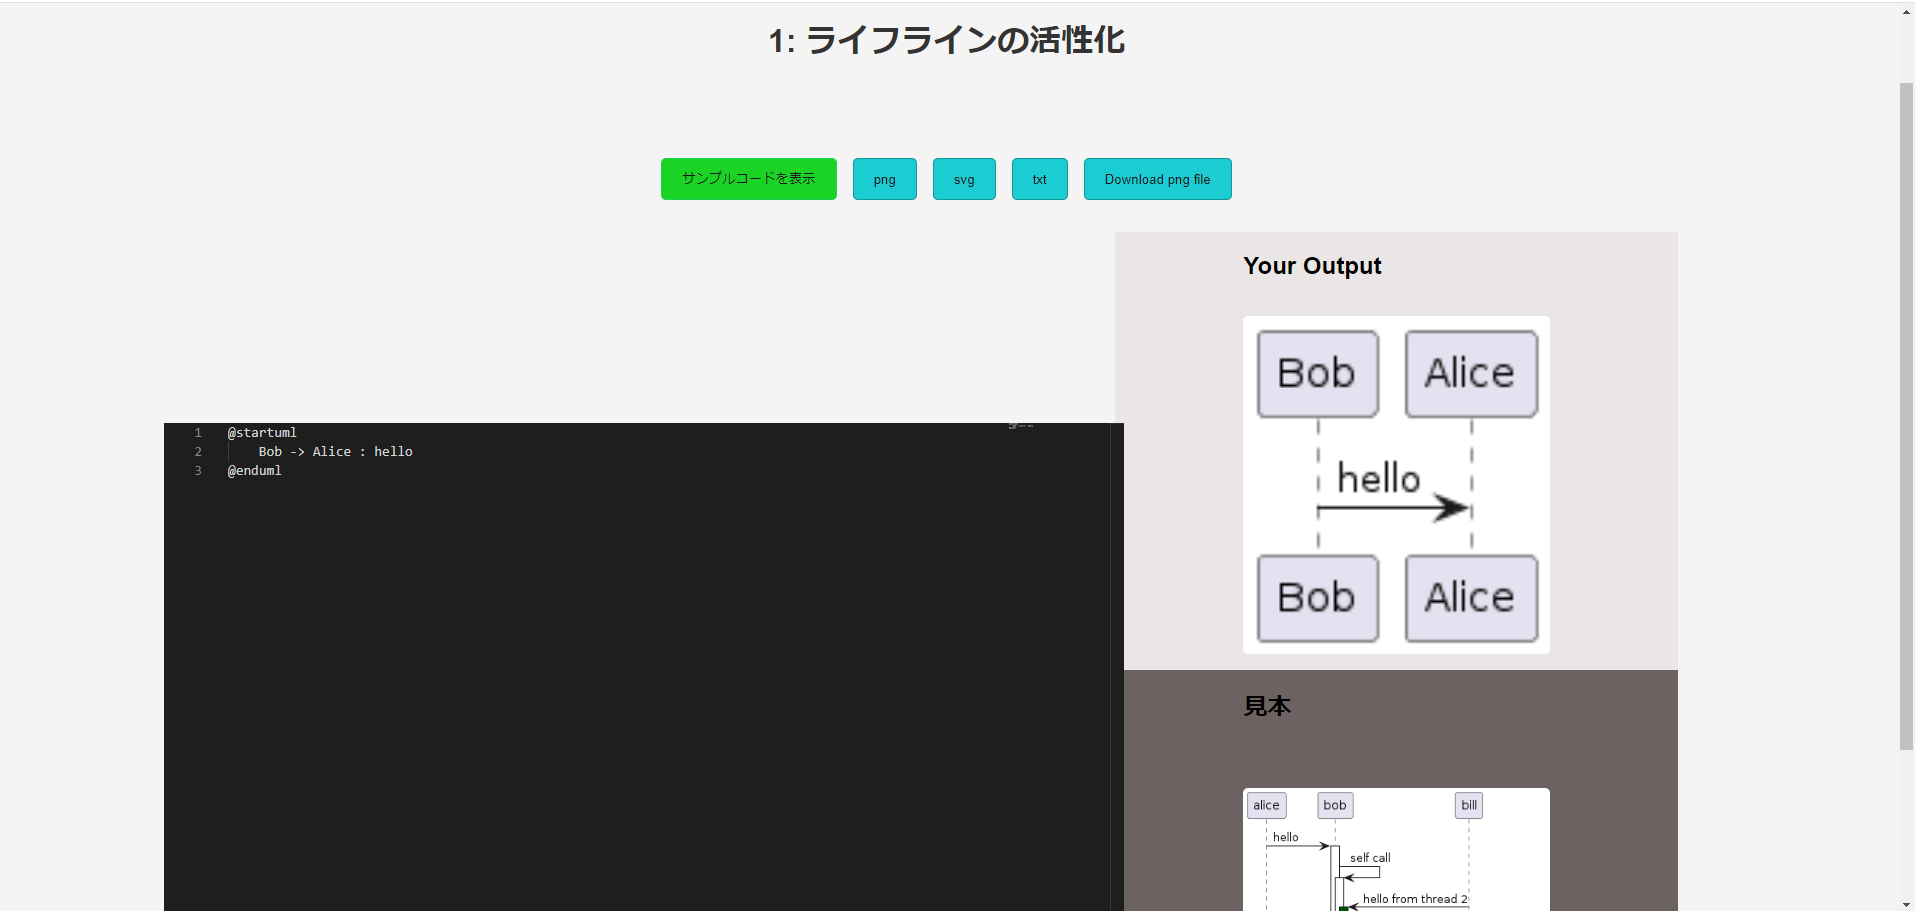 1: ライフラインの活性化
サンプルコードを表示
png
svg
txt
Download png file
1 @startuml
2 Bob -> Alice : hello
3 @enduml
Your Output
Bob Alice
hello
Bob Alice
見本
alice bob bill
hello
self call
hello from thread 2